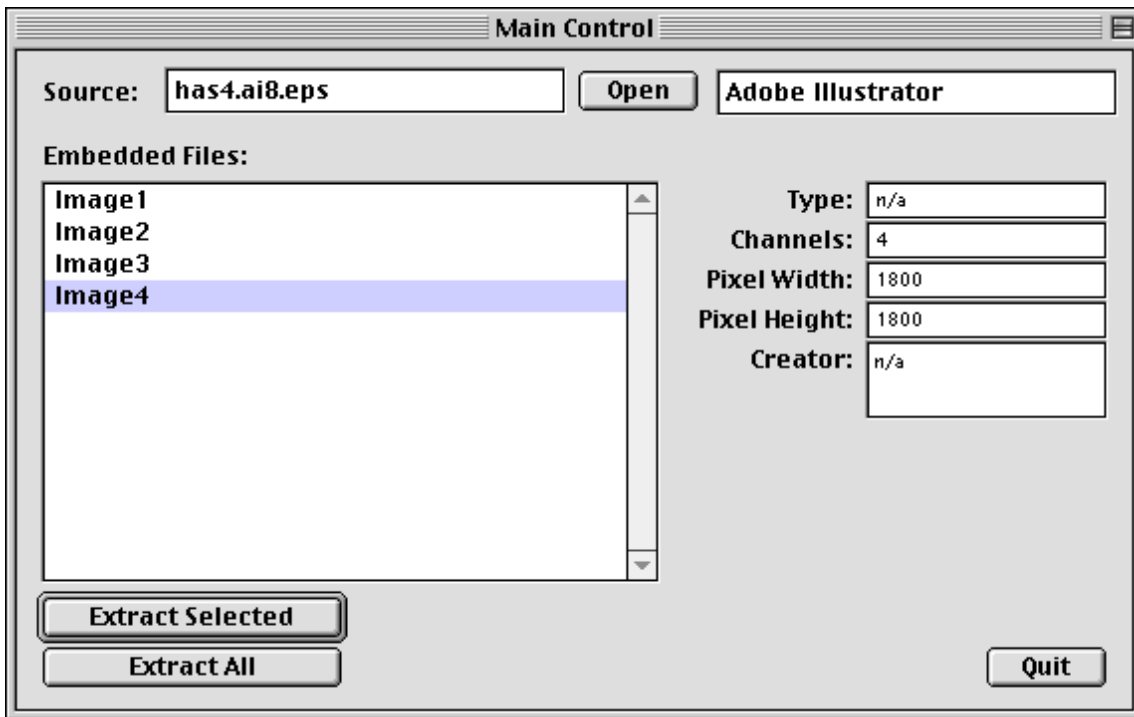 Main Control
Source: has4.ai8.eps Open Adobe Illustrator
Embedded Files:
Image1
Image2
Image3
Image4
Type: n/a
Channels: 4
Pixel Width: 1800
Pixel Height: 1800
Creator: n/a
Extract Selected
Extract All
Quit